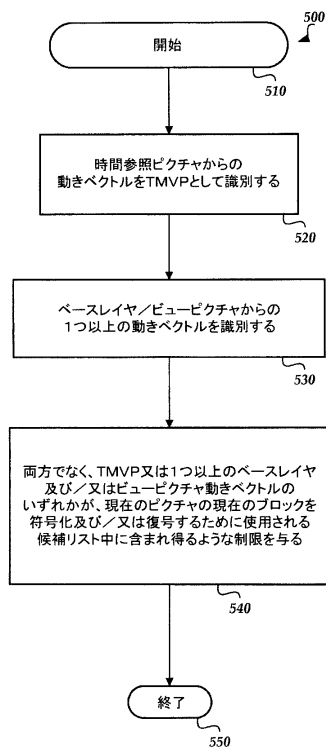 500
開始
510
時間参照ピクチャからの
動きベクトルをTMVPとして識別する
520
ベースレイヤ／ビューピクチャからの
1つ以上の動きベクトルを識別する
530
両方でなく、TMVP又は1つ以上のベースレイヤ
及び／又はビューピクチャ動きベクトルの
いずれかが、現在のピクチャの現在のブロックを
符号化及び／又は復号するために使用される
候補リスト中に含まれ得るような制限を与る
540
終了
550